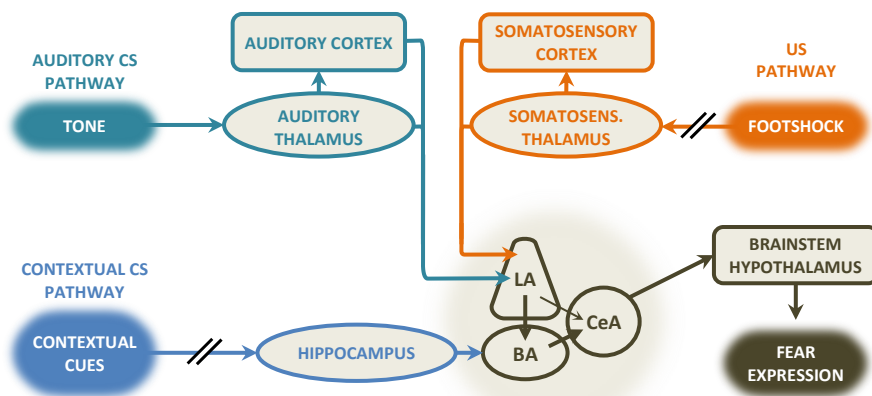 AUDITORY CS
PATHWAY
TONE
AUDITORY CORTEX
AUDITORY
THALAMUS
SOMATOSENSORY
CORTEX
SOMATOSENS.
THALAMUS
US
PATHWAY
FOOTSHOCK
CONTEXTUAL CS
PATHWAY
CONTEXTUAL
CUES
HIPPOCAMPUS
LA
BA
CeA
BRAINSTEM
HYPOTHALAMUS
FEAR
EXPRESSION